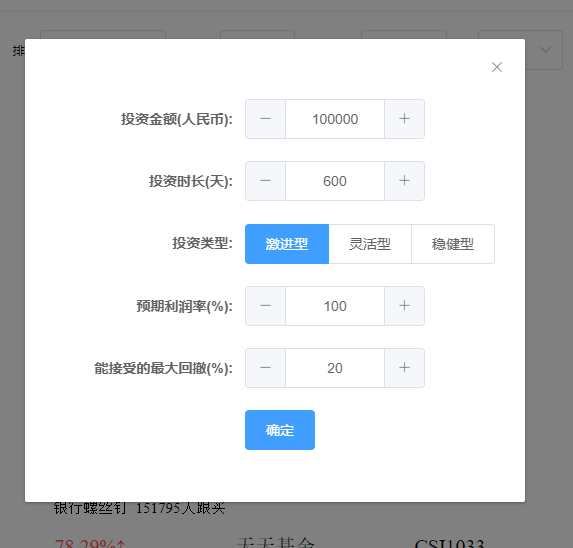 排
投资金额(人民币): 100000
投资时长(天): 600
投资类型: 激进型 灵活型 稳健型
预期利润率(%): 100
能接受的最大回撤(%): 20
确定
银行螺丝钉 151795人跟买
78.29%↑ 天天基金 CSI1033